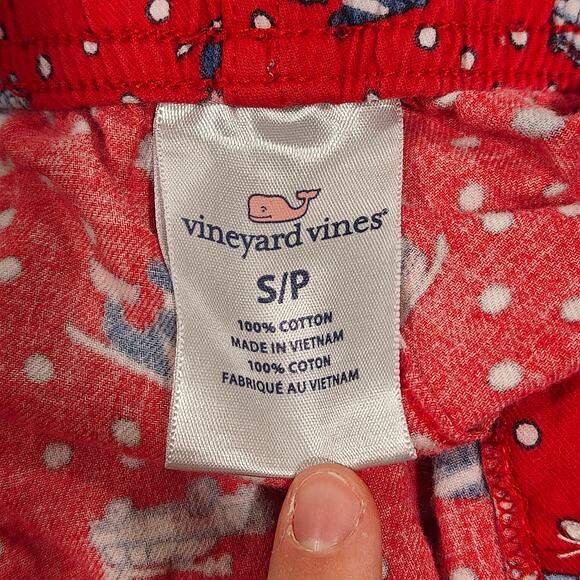 vineyard vines®
S/P
100% COTTON
MADE IN VIETNAM
100% COTON
FABRIQUÉ AU VIETNAM